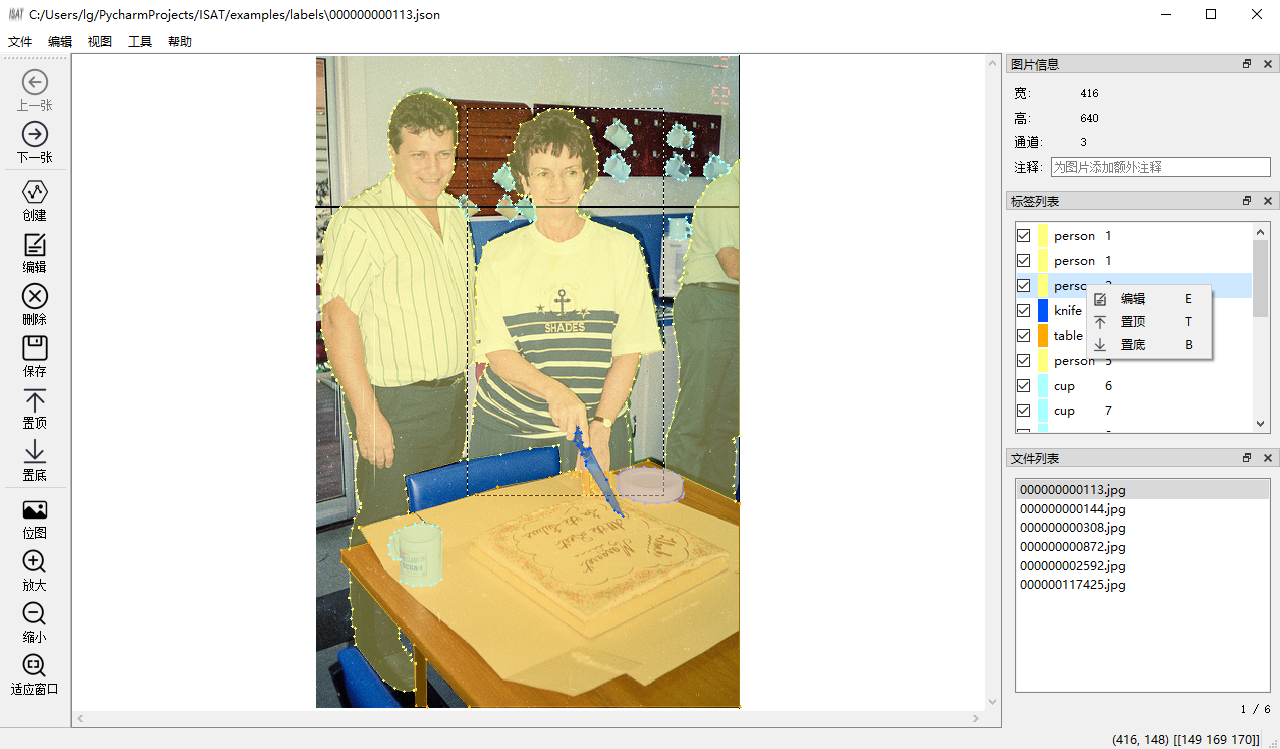 ISAT C:/Users/lg/PycharmProjects/ISAT/examples/labels\000000000113.json
文件 编辑 视图 工具 帮助
上一张
下一张
创建
编辑
删除
保存
置顶
置底
位图
放大
缩小
适应窗口
SHADES
图片信息
宽: 416
高: 640
通道: 3
注释: 为图片添加额外注释
标签列表
person 1
person 1
knife
table
person 5
cup 6
cup 7
编辑 E
置顶 T
置底 B
文件列表
000000000113.jpg
000000000144.jpg
000000000308.jpg
000000000872.jpg
000000002592.jpg
000000117425.jpg
1 / 6
(416, 148) [[149 169 170]]